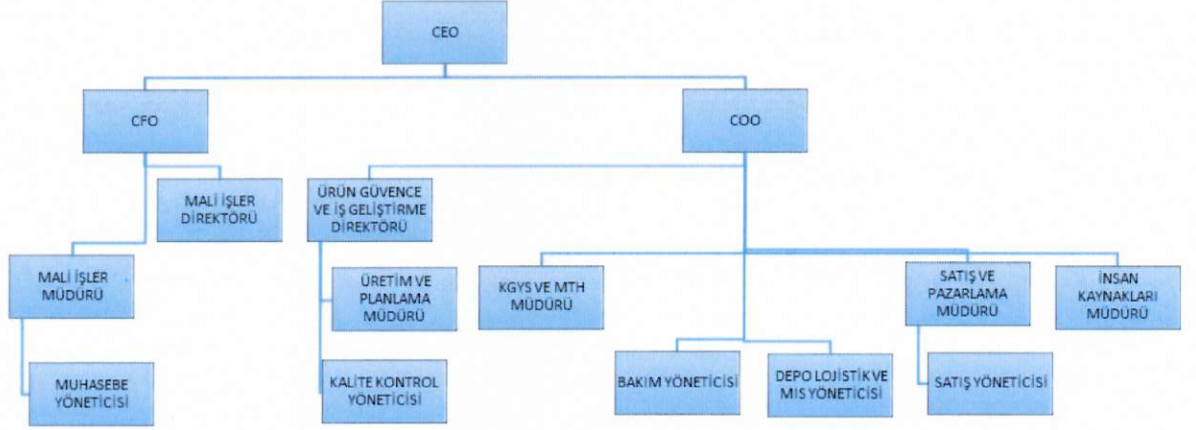 CEO
CFO
COO
MALİ İŞLER
DİREKTÖRÜ
ÜRÜN GÜVENCE
VE İŞ GELİŞTİRME
DİREKTÖRÜ
MALİ İŞLER
MÜDÜRÜ
ÜRETİM VE
PLANLAMA
MÜDÜRÜ
KGYS VE MTH
MÜDÜRÜ
SATIŞ VE
PAZARLAMA
MÜDÜRÜ
İNSAN
KAYNAKLARI
MÜDÜRÜ
MUHASEBE
YÖNETİCİSİ
KALİTE KONTROL
YÖNETİCİSİ
BAKIM YÖNETİCİSİ
DEPO LOJİSTİK VE
MIS YÖNETİCİSİ
SATIŞ YÖNETİCİSİ